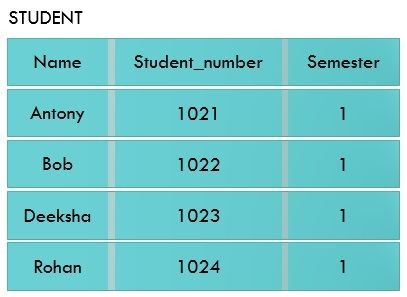 STUDENT
Name Student_number Semester
Antony 1021 1
Bob 1022 1
Deeksha 1023 1
Rohan 1024 1